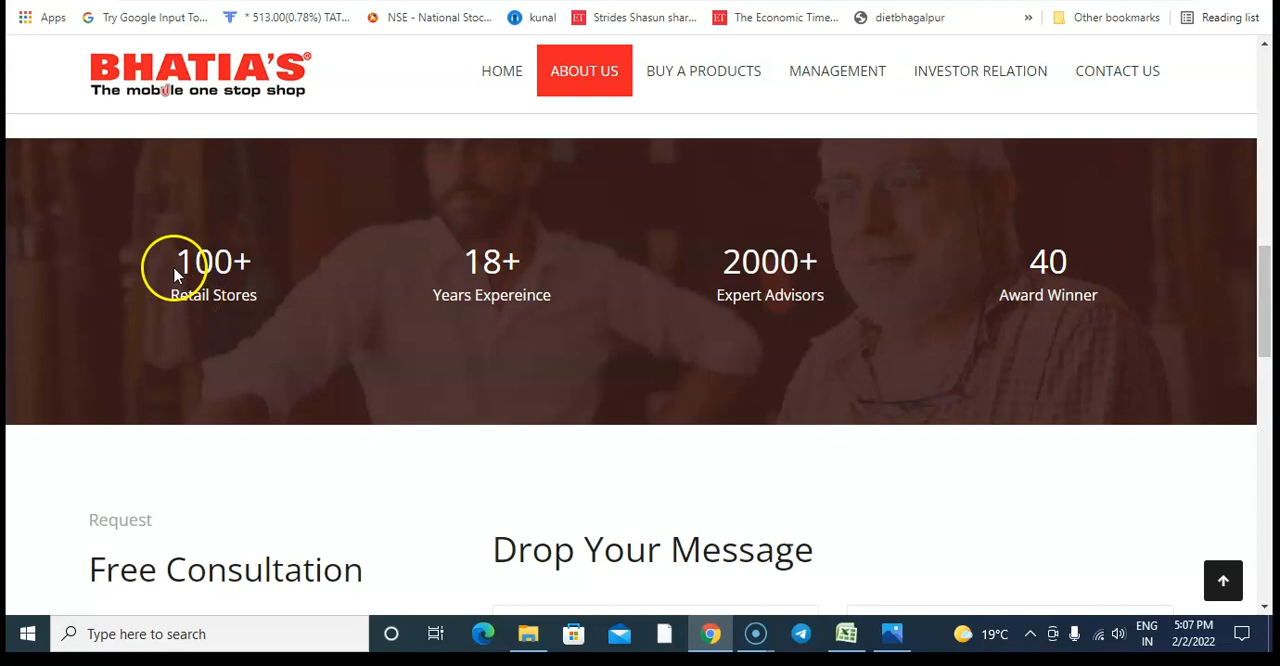 Apps Try Google Input To... * 513.00(0.78%) TAT... NSE - National Stoc... kunal ET Strides Shasun shar... ET The Economic Time... dietbhagalpur » Other bookmarks Reading list
BHATIA'S®
The mobile one stop shop
HOME ABOUT US BUY A PRODUCTS MANAGEMENT INVESTOR RELATION CONTACT US
100+ 18+ 2000+ 40
Retail Stores Years Expereince Expert Advisors Award Winner
Request
Free Consultation
Drop Your Message
Type here to search 19°C ENG IN 5:07 PM 2/2/2022